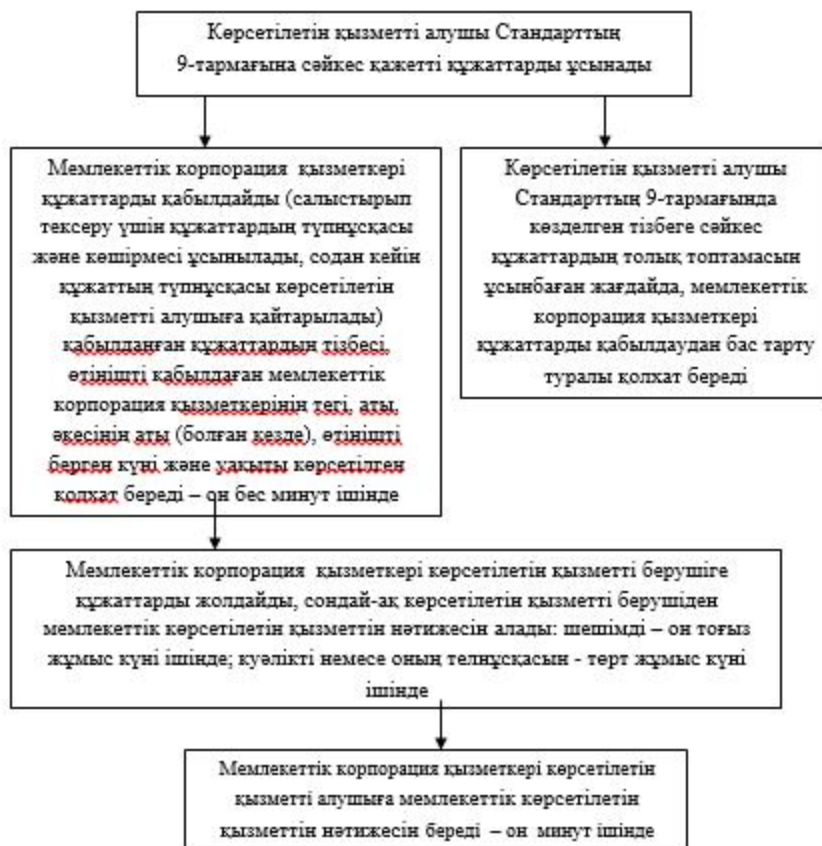 Көрсетілетін қызметті алушы Стандарттың
9-тармағына сәйкес қажетті құжаттарды ұсынады
Мемлекеттік корпорация қызметкері
құжаттарды қабылдайды (салыстырып
тексеру үшін құжаттардың түпнұсқасы
және көшірмесі ұсынылады, содан кейін
құжаттың түпнұсқасы көрсетілетін
қызметті алушыға қайтарылады)
қабылданған құжаттардың тізбесі,
өтінішті қабылдаған мемлекеттік
корпорация қызметкерінің тегі, аты,
әкесінің аты (болған кезде), өтінішті
берген күні және уақыты көрсетілген
қолхат береді – он бес минут ішінде
Көрсетілетін қызметті алушы
Стандарттың 9-тармағында
көзделген тізбеге сәйкес
құжаттардың толық топтамасын
ұсынбаған жағдайда, мемлекеттік
корпорация қызметкері
құжаттарды қабылдаудан бас тарту
туралы қолхат береді
Мемлекеттік корпорация қызметкері көрсетілетін қызметті берушіге
құжаттарды жолдайды, сондай-ақ көрсетілетін қызметті берушіден
мемлекеттік көрсетілетін қызметтің нәтижесін алады: шешімді – он тоғыз
жұмыс күні ішінде; куәлікті немесе оның телнұсқасын - төрт жұмыс күні
ішінде
Мемлекеттік корпорация қызметкері көрсетілетін
қызметті алушыға мемлекеттік көрсетілетін
қызметтің нәтижесін береді – он минут ішінде